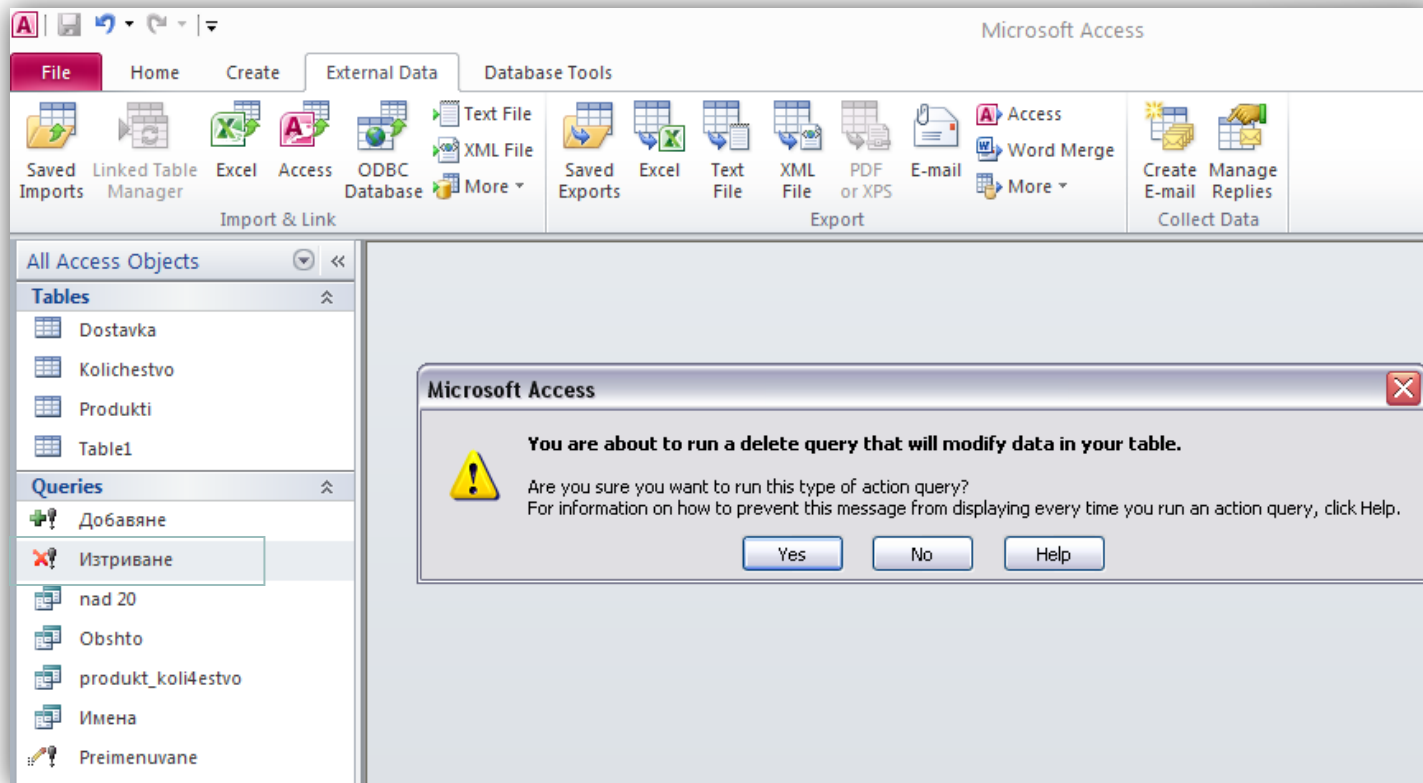 Microsoft Access
File Home Create External Data Database Tools
Saved Imports
Linked Table Manager
Excel
Access
ODBC Database
Text File
XML File
More
Import & Link
Saved Exports
Excel
Text File
XML File
PDF or XPS
E-mail
Access
Word Merge
More
Export
Create E-mail
Manage Replies
Collect Data
All Access Objects
Tables
Dostavka
Kolichestvo
Produkti
Table1
Queries
Добавяне
Изтриване
nad 20
Obshto
produkt_koli4estvo
Имена
Preimenuvane
Microsoft Access
You are about to run a delete query that will modify data in your table.
Are you sure you want to run this type of action query?
For information on how to prevent this message from displaying every time you run an action query, click Help.
Yes No Help